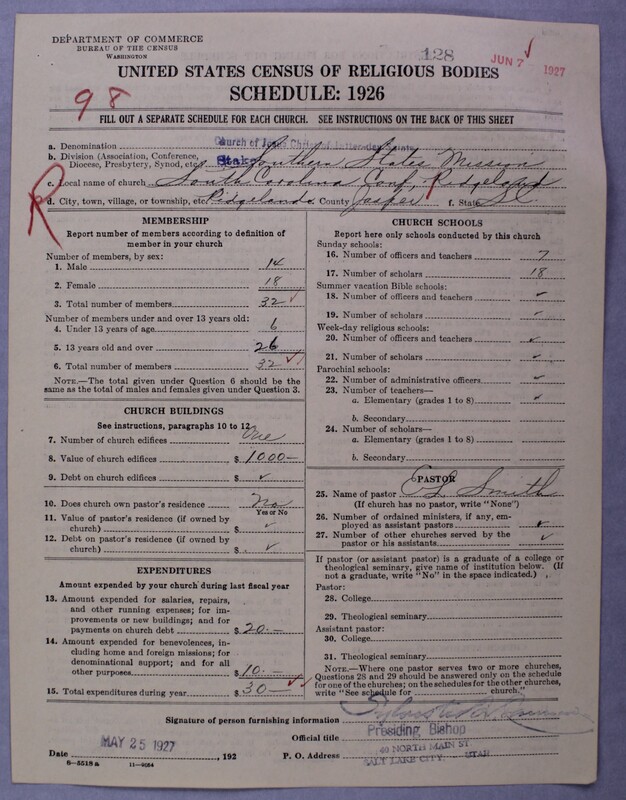 DEPARTMENT OF COMMERCE
BUREAU OF THE CENSUS
WASHINGTON
128
JUN 7 1927
UNITED STATES CENSUS OF RELIGIOUS BODIES
SCHEDULE: 1926
98
FILL OUT A SEPARATE SCHEDULE FOR EACH CHURCH. SEE INSTRUCTIONS ON THE BACK OF THIS SHEET
a. Denomination Church of Jesus Christ of Latter-day Saints
b. Division (Association, Conference, Diocese, Presbytery, Synod, etc.) Stake Southern States Mission
c. Local name of church South Carolina Conf, Ridgeland
R
d. City, town, village, or township, etc. Ridgeland. County Jasper f. State S.C.
MEMBERSHIP
Report number of members according to definition of
member in your church
Number of members, by sex:
1. Male 14
2. Female 18
3. Total number of members 32 ✓
Number of members under and over 13 years old:
4. Under 13 years of age 6
5. 13 years old and over 26
6. Total number of members 32 ✓
NOTE.—The total given under Question 6 should be
same as the total of males and females given under Question 3.
CHURCH BUILDINGS
See instructions, paragraphs 10 to 12
7. Number of church edifices One
8. Value of church edifices $ 1000—
9. Debt on church edifices $ ✓
10. Does church own pastor's residence No
Yes or No
11. Value of pastor's residence (if owned by
church) $ ✓
12. Debt on pastor's residence (if owned by
church) $ ✓
EXPENDITURES
Amount expended by your church during last fiscal year
13. Amount expended for salaries, repairs,
and other running expenses; for im-
provements or new buildings; and for
payments on church debt $ 20.—
14. Amount expended for benevolences, in-
cluding home and foreign missions; for
denominational support; and for all
other purposes $ 10.—
15. Total expenditures during year $ 30— ✓
CHURCH SCHOOLS
Report here only schools conducted by this church
Sunday schools:
16. Number of officers and teachers 7
17. Number of scholars 18
Summer vacation Bible schools:
18. Number of officers and teachers ✓
19. Number of scholars ✓
Week-day religious schools:
20. Number of officers and teachers ✓
21. Number of scholars ✓
Parochial schools:
22. Number of administrative officers ✓
23. Number of teachers—
a. Elementary (grades 1 to 8) ✓
b. Secondary
24. Number of scholars—
a. Elementary (grades 1 to 8)
b. Secondary
PASTOR
25. Name of pastor Smith
(If church has no pastor, write "None")
26. Number of ordained ministers, if any, em-
ployed as assistant pastors ✓
27. Number of other churches served by the
pastor or his assistants ✓
If pastor (or assistant pastor) is a graduate of a college or
theological seminary, give name of institution below. (If
not a graduate, write "No" in the space indicated.)
Pastor:
28. College
29. Theological seminary
Assistant pastor:
30. College
31. Theological seminary
NOTE.—Where one pastor serves two or more churches,
Questions 28 and 29 should be answered only on the schedule
for one of the churches; on the schedules for the other churches,
write "See schedule for church."
Signature of person furnishing information
Official title Presiding Bishop
Date MAY 25 1927, 192
P. O. Address 40 NORTH MAIN ST
SALT LAKE CITY, UTAH
6—5518 a
11—9054